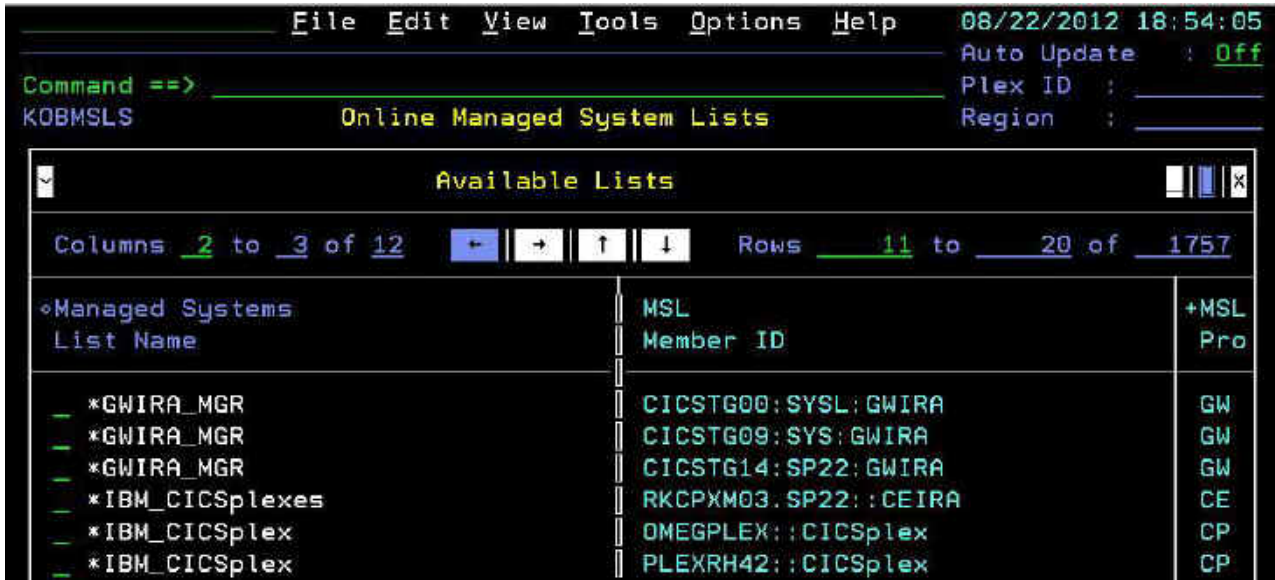 File Edit View Tools Options Help 08/22/2012 18:54:05
Auto Update : Off
Command ==> Plex ID :
KOBMSLS Online Managed System Lists Region :
Available Lists _ x
Columns 2 to 3 of 12 ← → ↑ ↓ Rows 11 to 20 of 1757
◇Managed Systems MSL +MSL
List Name Member ID Pro
_ *GWIRA_MGR CICSTG00:SYSL:GWIRA GW
_ *GWIRA_MGR CICSTG09:SYS:GWIRA GW
_ *GWIRA_MGR CICSTG14:SP22:GWIRA GW
_ *IBM_CICSplexes RKCPXM03.SP22::CEIRA CE
_ *IBM_CICSplex OMEGPLEX::CICSplex CP
_ *IBM_CICSplex PLEXRH42::CICSplex CP